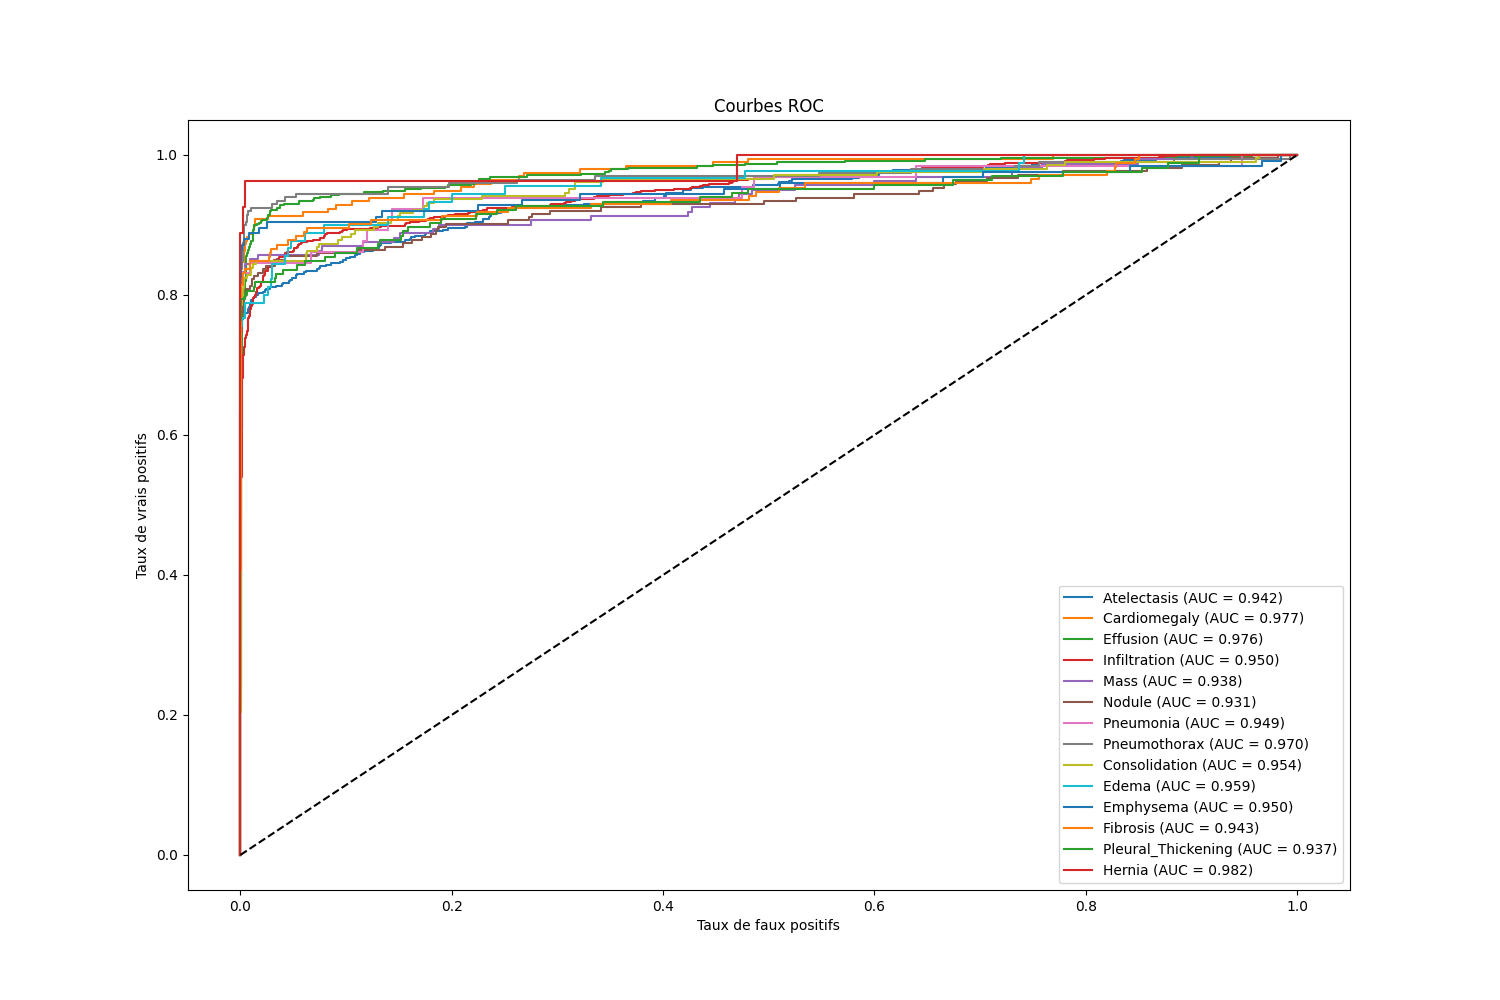 Courbes ROC
1.0
0.8
0.6
0.4
0.2
0.0
Taux de vrais positifs
Atelectasis (AUC = 0.942)
Cardiomegaly (AUC = 0.977)
Effusion (AUC = 0.976)
Infiltration (AUC = 0.950)
Mass (AUC = 0.938)
Nodule (AUC = 0.931)
Pneumonia (AUC = 0.949)
Pneumothorax (AUC = 0.970)
Consolidation (AUC = 0.954)
Edema (AUC = 0.959)
Emphysema (AUC = 0.950)
Fibrosis (AUC = 0.943)
Pleural_Thickening (AUC = 0.937)
Hernia (AUC = 0.982)
0.0 0.2 0.4 0.6 0.8 1.0
Taux de faux positifs